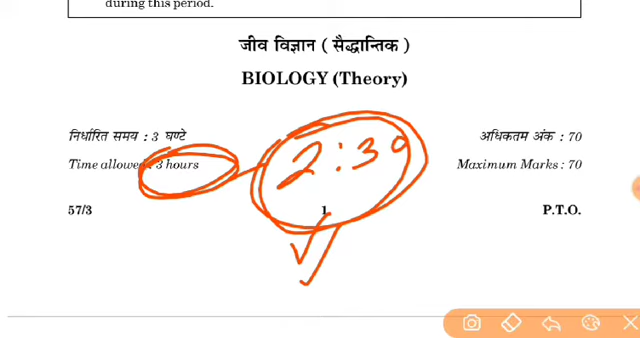 during this period.
जीव विज्ञान ( सैद्धान्तिक )
BIOLOGY (Theory)
निर्धारित समय : 3 घण्टे
अधिकतम अंक : 70
Time allowed : 3 hours
2:30
Maximum Marks : 70
57/3
1
P.T.O.